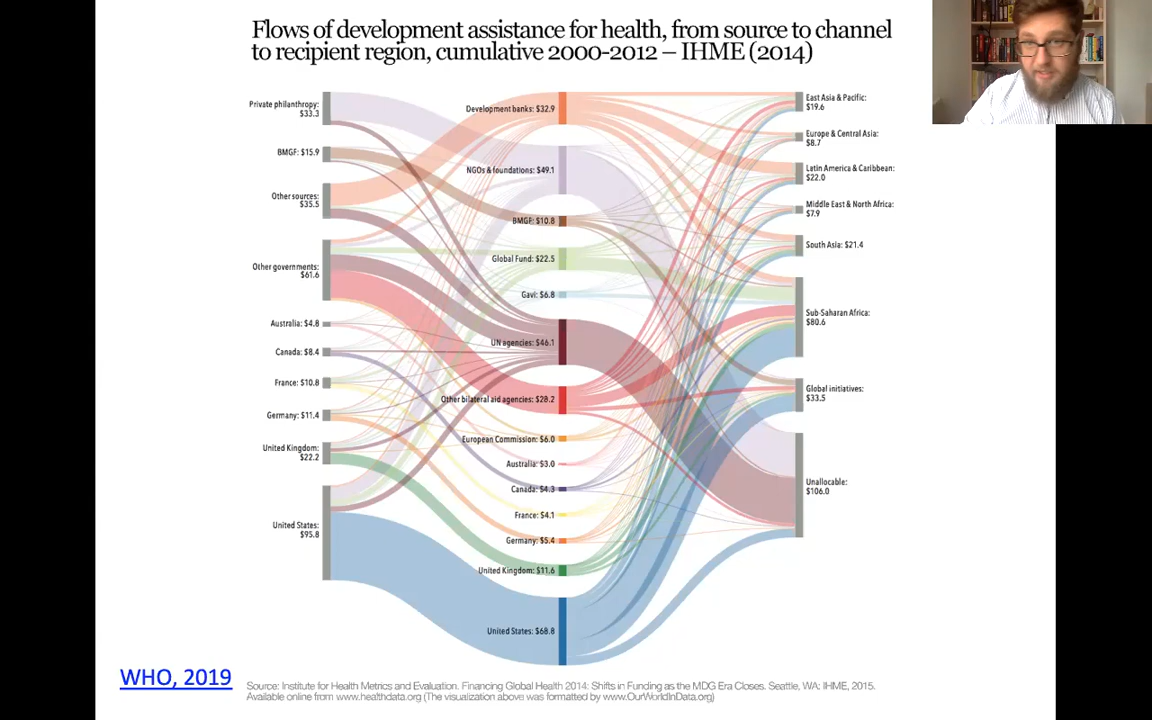 Flows of development assistance for health, from source to channel
to recipient region, cumulative 2000-2012 – IHME (2014)
Private philanthropy:
$33.3
BMGF: $15.9
Other sources:
$35.5
Other governments:
$61.6
Australia: $4.8
Canada: $8.4
France: $10.8
Germany: $11.4
United Kingdom:
$22.2
United States:
$95.8
Development banks: $32.9
NGOs & foundations: $49.1
BMGF: $10.8
Global Fund: $22.5
Gavi: $6.8
UN agencies: $46.1
Other bilateral aid agencies: $28.2
European Commission: $6.0
Australia: $3.0
Canada: $4.3
France: $4.1
Germany: $5.4
United Kingdom: $11.6
United States: $68.8
East Asia & Pacific:
$19.6
Europe & Central Asia:
$8.7
Latin America & Caribbean:
$22.0
Middle East & North Africa:
$7.9
South Asia: $21.4
Sub-Saharan Africa:
$80.6
Global initiatives:
$33.5
Unallocable:
$106.0
WHO, 2019
Source: Institute for Health Metrics and Evaluation. Financing Global Health 2014: Shifts in Funding as the MDG Era Closes. Seattle, WA: IHME, 2015.
Available online from www.healthdata.org (The visualization above was formatted by www.OurWorldInData.org)